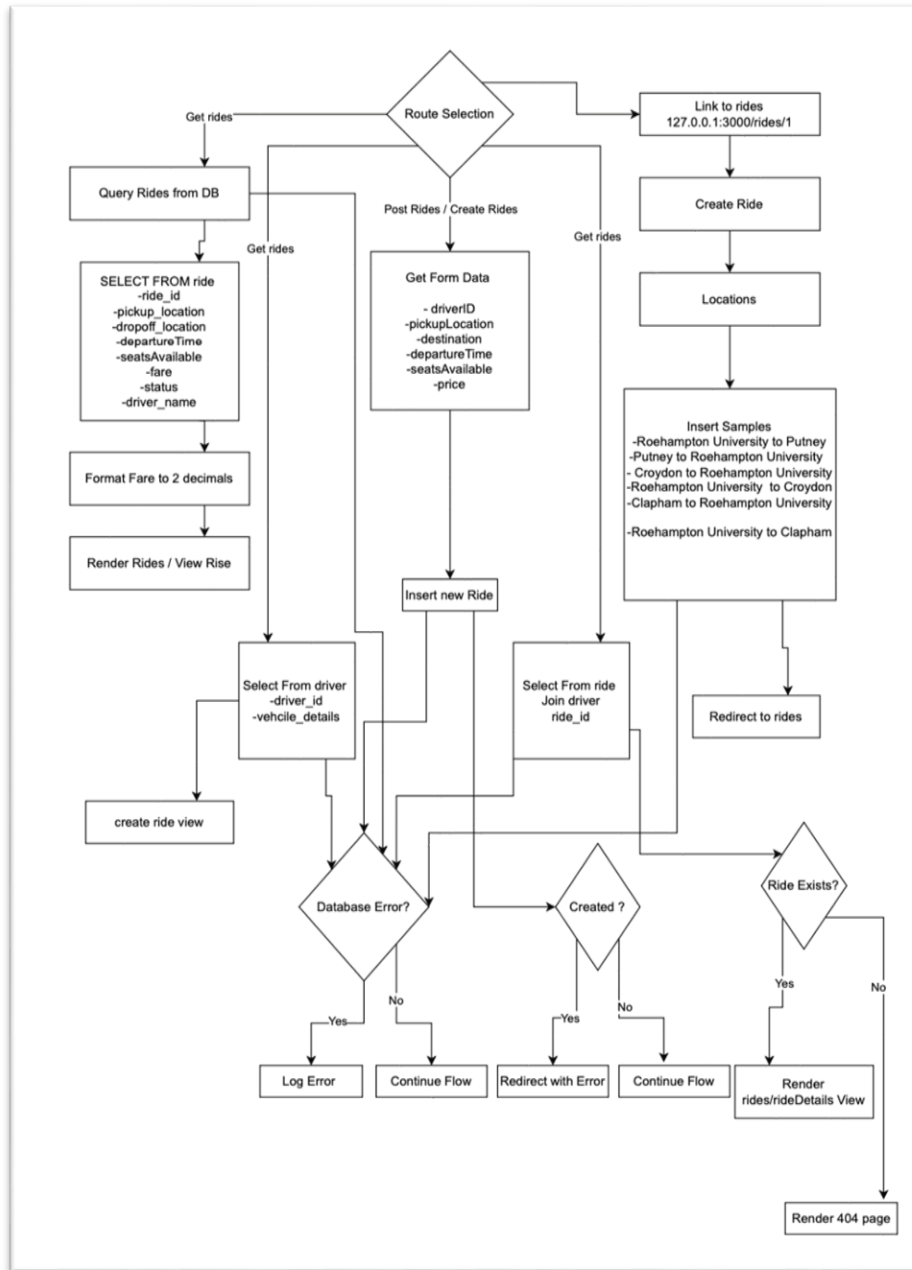 Route Selection
Link to rides
127.0.0.1:3000/rides/1
Get rides
Query Rides from DB
Create Ride
Post Rides / Create Rides
Get rides
Get rides
SELECT FROM ride
-ride_id
-pickup_location
-dropoff_location
-departureTime
-seatsAvailable
-fare
-status
-driver_name
Get Form Data
- driverID
-pickupLocation
-destination
-departureTime
-seatsAvailable
-price
Locations
Insert Samples
-Roehampton University to Putney
-Putney to Roehampton University
- Croydon to Roehampton University
-Roehampton University to Croydon
-Clapham to Roehampton University
-Roehampton University to Clapham
Format Fare to 2 decimals
Render Rides / View Rise
Insert new Ride
Select From driver
-driver_id
-vehcile_details
Select From ride
Join driver
ride_id
Redirect to rides
create ride view
Database Error?
Created ?
Ride Exists?
Yes
No
Yes
No
Yes
No
Log Error
Continue Flow
Redirect with Error
Continue Flow
Render
rides/rideDetails View
Render 404 page